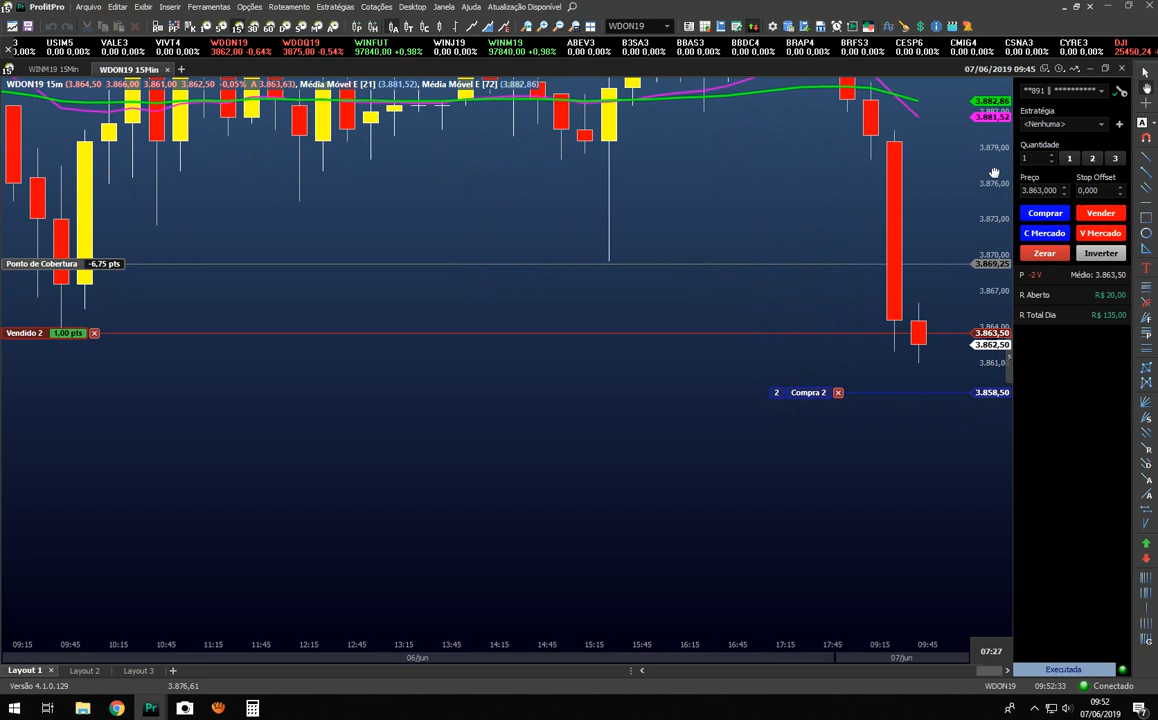 ProfitPro Arquivo Editar Exibir Inserir Ferramentas Opções Roteamento Estratégias Cotações Desktop Janela Ajuda Atualização Disponível
WDON19
3 USIM5 VALE3 VIVT4 WDON19 WDOQ19 WINFUT WINJ19 WINM19 ABEV3 B3SA3 BBAS3 BBDC4 BRAP4 BRFS3 CESP6 CMIG4 CSNA3 CYRE3 DJI
,00% 0,00 0,00% 0,00 0,00% 0,00 0,00% 3862,00 -0,64% 3875,00 -0,54% 97840,00 +0,98% 0,00 0,00% 97840,00 +0,98% 0,00 0,00% 0,00 0,00% 0,00 0,00% 0,00 0,00% 0,00 0,00% 0,00 0,00% 0,00 0,00% 0,00 0,00% 0,00 0,00% 0,00 0,00% 25450,24
WINM19 15Min WDON19 15Min 07/06/2019 09:45
WDON19 15m (3.864,50 3.866,00 3.861,00 3.862,50 -0,05% A 3.863,63), Média Móvel E [21] (3.881,52), Média Móvel E [72] (3.882,86)
3.882,86
3.881,52
3.879,00
3.876,00
3.873,00
3.870,00
Ponto de Cobertura -6,75 pts 3.869,25
3.867,00
3.864,00
Vendido 2 1,00 pts 3.863,50
3.862,50
3.861,00
2 Compra 2 3.858,50
**891 | **********
Estratégia
<Nenhuma>
Quantidade
1 1 2 3
Preço Stop Offset
3.863,000 0,000
Comprar Vender
C Mercado V Mercado
Zerar Inverter
P -2 V Médio: 3.863,50
R Aberto R$ 20,00
R Total Dia R$ 135,00
09:15 09:45 10:15 10:45 11:15 11:45 12:15 12:45 13:15 13:45 14:15 14:45 15:15 15:45 16:15 16:45 17:15 17:45 09:15 09:45
07:27
06/jun 07/jun
Layout 1 Layout 2 Layout 3 Executada
Versão 4.1.0.129 3.876,61 WDON19 09:52:33 Conectado
09:52
07/06/2019